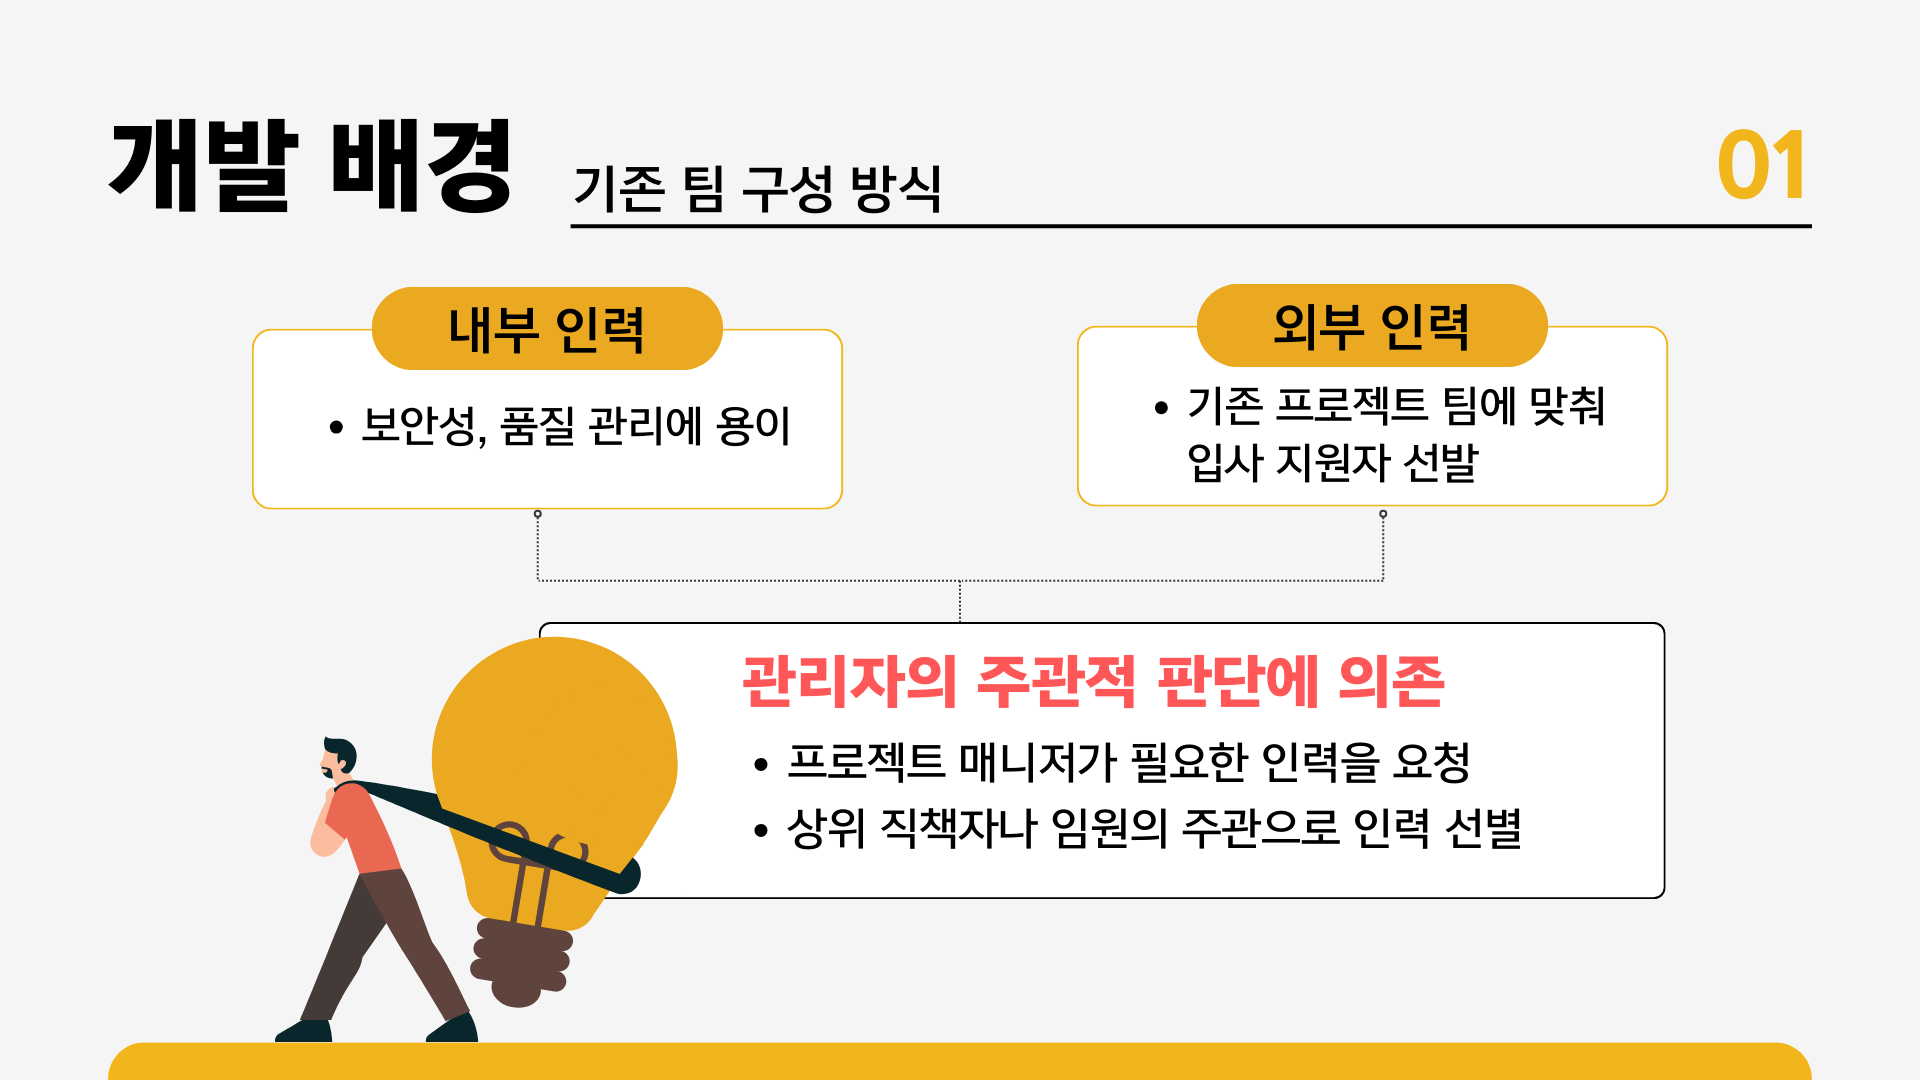 개발 배경
기존 팀 구성 방식
01
내부 인력
• 보안성, 품질 관리에 용이
외부 인력
• 기존 프로젝트 팀에 맞춰
입사 지원자 선발
관리자의 주관적 판단에 의존
• 프로젝트 매니저가 필요한 인력을 요청
• 상위 직책자나 임원의 주관으로 인력 선별